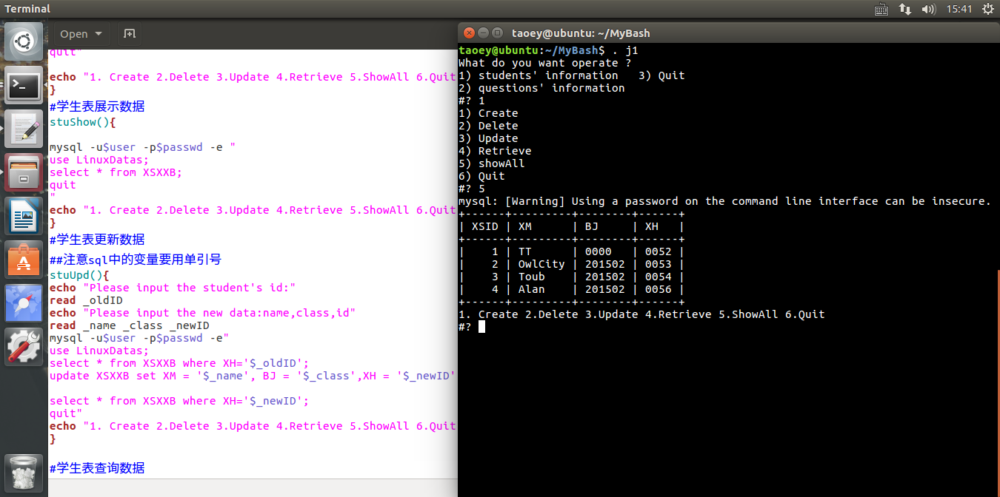 Terminal
15:41
Open
quit"
echo "1. Create 2.Delete 3.Update 4.Retrieve 5.ShowAll 6.Quit
}
#学生表展示数据
stuShow(){
mysql -u$user -p$passwd -e "
use LinuxDatas;
select * from XSXXB;
quit
"
echo "1. Create 2.Delete 3.Update 4.Retrieve 5.ShowAll 6.Quit
}
#学生表更新数据
##注意sql中的变量要用单引号
stuUpd(){
echo "Please input the student's id:"
read _oldID
echo "Please input the new data:name,class,id"
read _name _class _newID
mysql -u$user -p$passwd -e"
use LinuxDatas;
select * from XSXXB where XH='$_oldID';
update XSXXB set XM = '$_name', BJ = '$_class',XH = '$_newID'
select * from XSXXB where XH='$_newID';
quit"
echo "1. Create 2.Delete 3.Update 4.Retrieve 5.ShowAll 6.Quit
}
#学生表查询数据
taoey@ubuntu: ~/MyBash
taoey@ubuntu:~/MyBash$ . j1
What do you want operate ?
1) students' information   3) Quit
2) questions' information
#? 1
1) Create
2) Delete
3) Update
4) Retrieve
5) showAll
6) Quit
#? 5
mysql: [Warning] Using a password on the command line interface can be insecure.
+------+---------+--------+------+
| XSID | XM      | BJ     | XH   |
+------+---------+--------+------+
|    1 | TT      | 0000   | 0052 |
|    2 | OwlCity | 201502 | 0053 |
|    3 | Toub    | 201502 | 0054 |
|    4 | Alan    | 201502 | 0056 |
+------+---------+--------+------+
1. Create 2.Delete 3.Update 4.Retrieve 5.ShowAll 6.Quit
#?